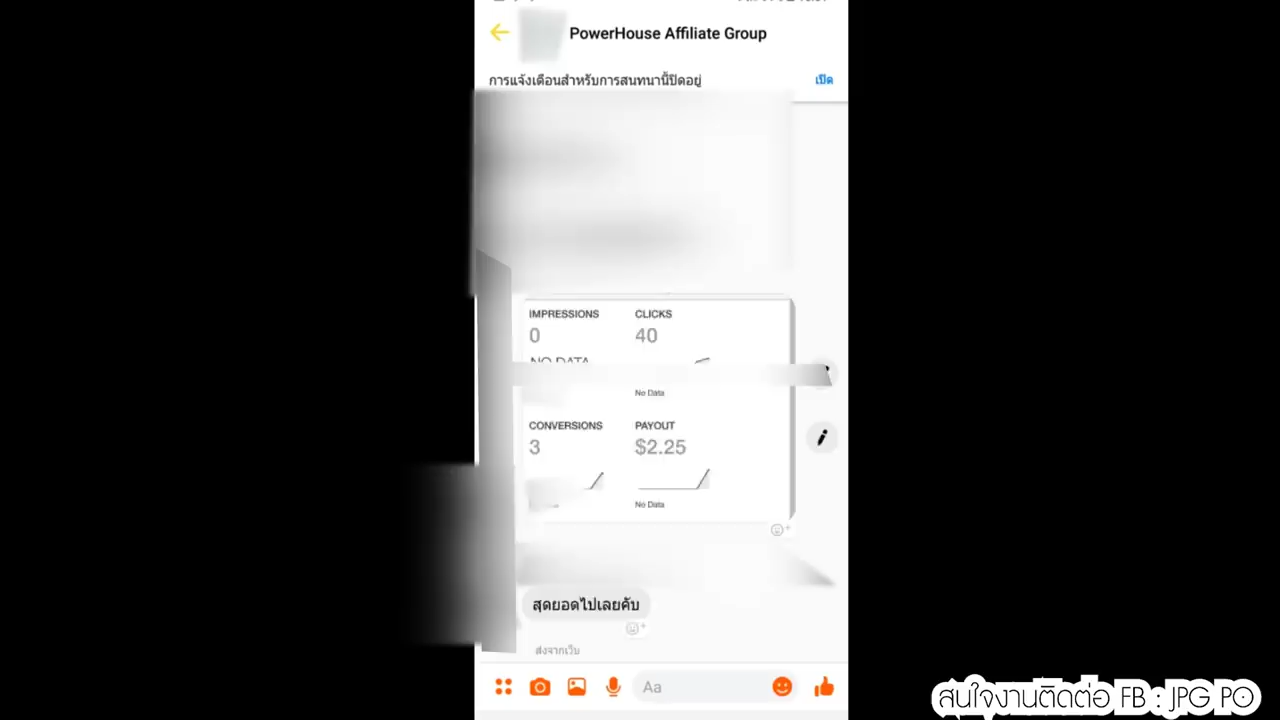 PowerHouse Affiliate Group
การแจ้งเตือนสำหรับการสนทนานี้ปิดอยู่
เปิด
IMPRESSIONS CLICKS
0 40
NO DATA
No Data
CONVERSIONS PAYOUT
3 $2.25
No Data
สุดยอดไปเลยคับ
ส่งจากเว็บ
Aa
สนใจงานติดต่อ FB : JPG PO